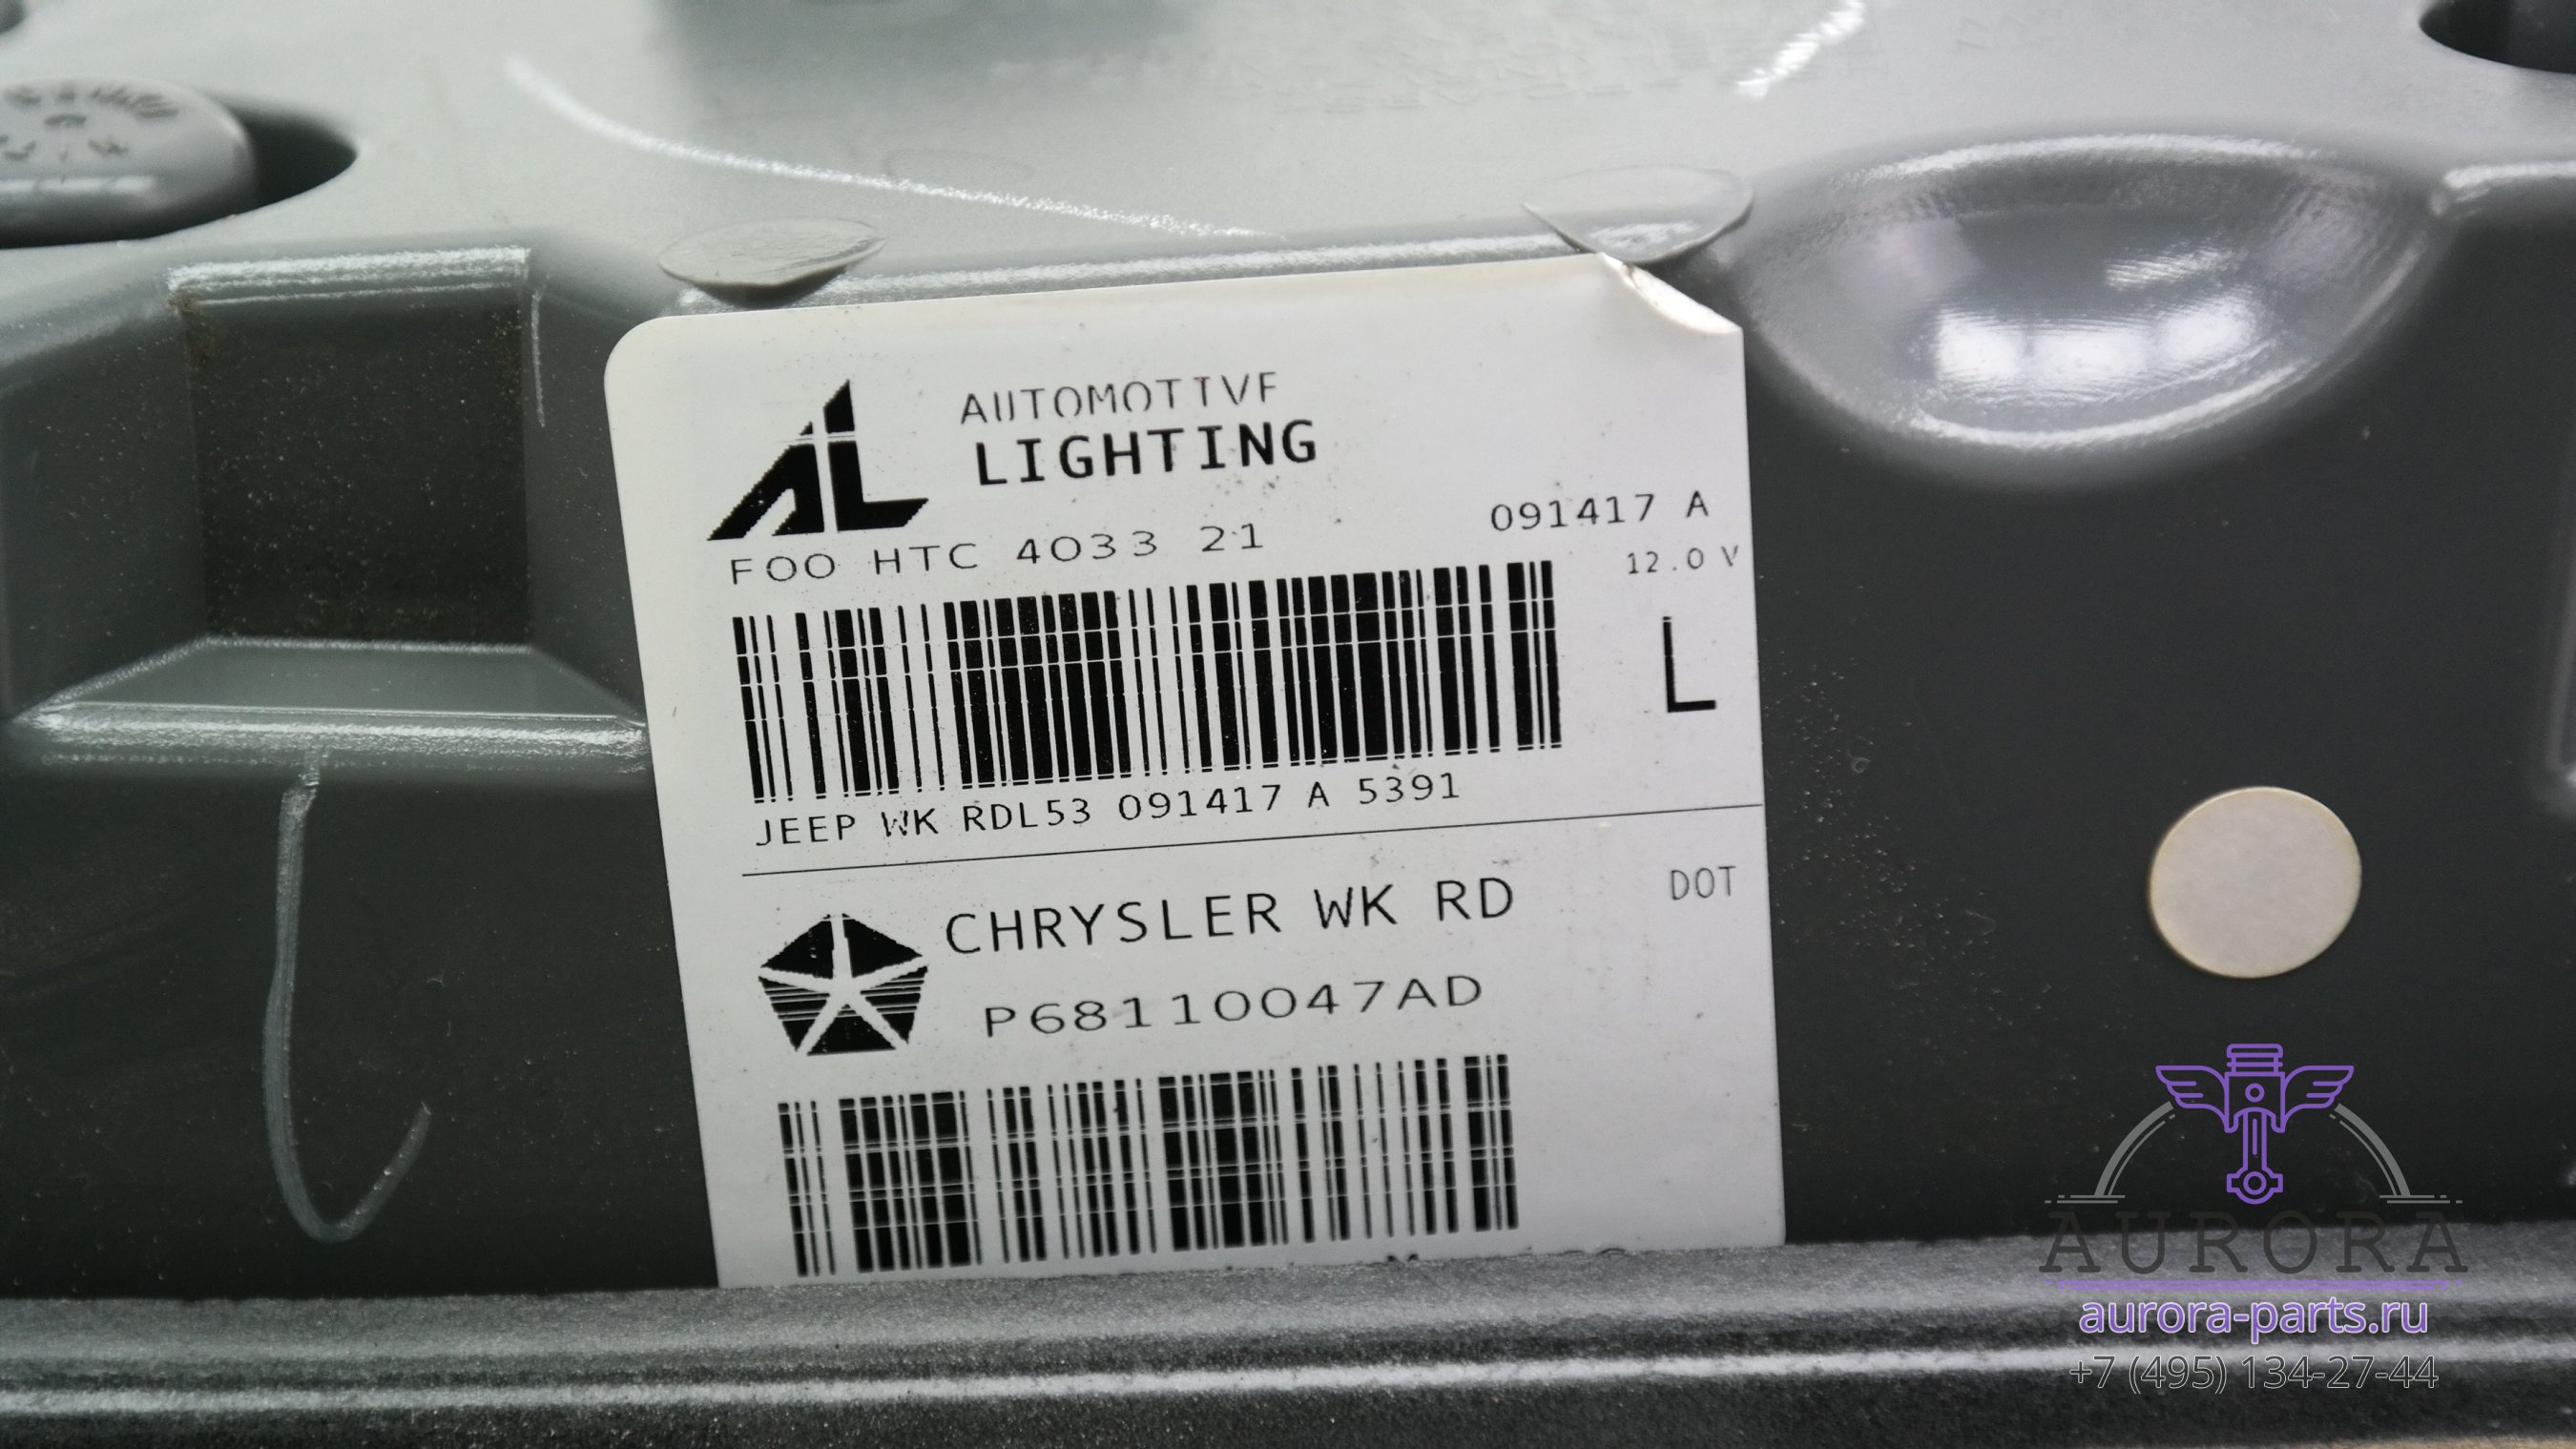 AUTOMOTIVE
LIGHTING
091417 A
FOO HTC 4033 21
12.0 V
L
JEEP WK RDL53 091417 A 5391
CHRYSLER WK RD
DOT
P68110047AD
AURORA
aurora-parts.ru
+7 (495) 134-27-44